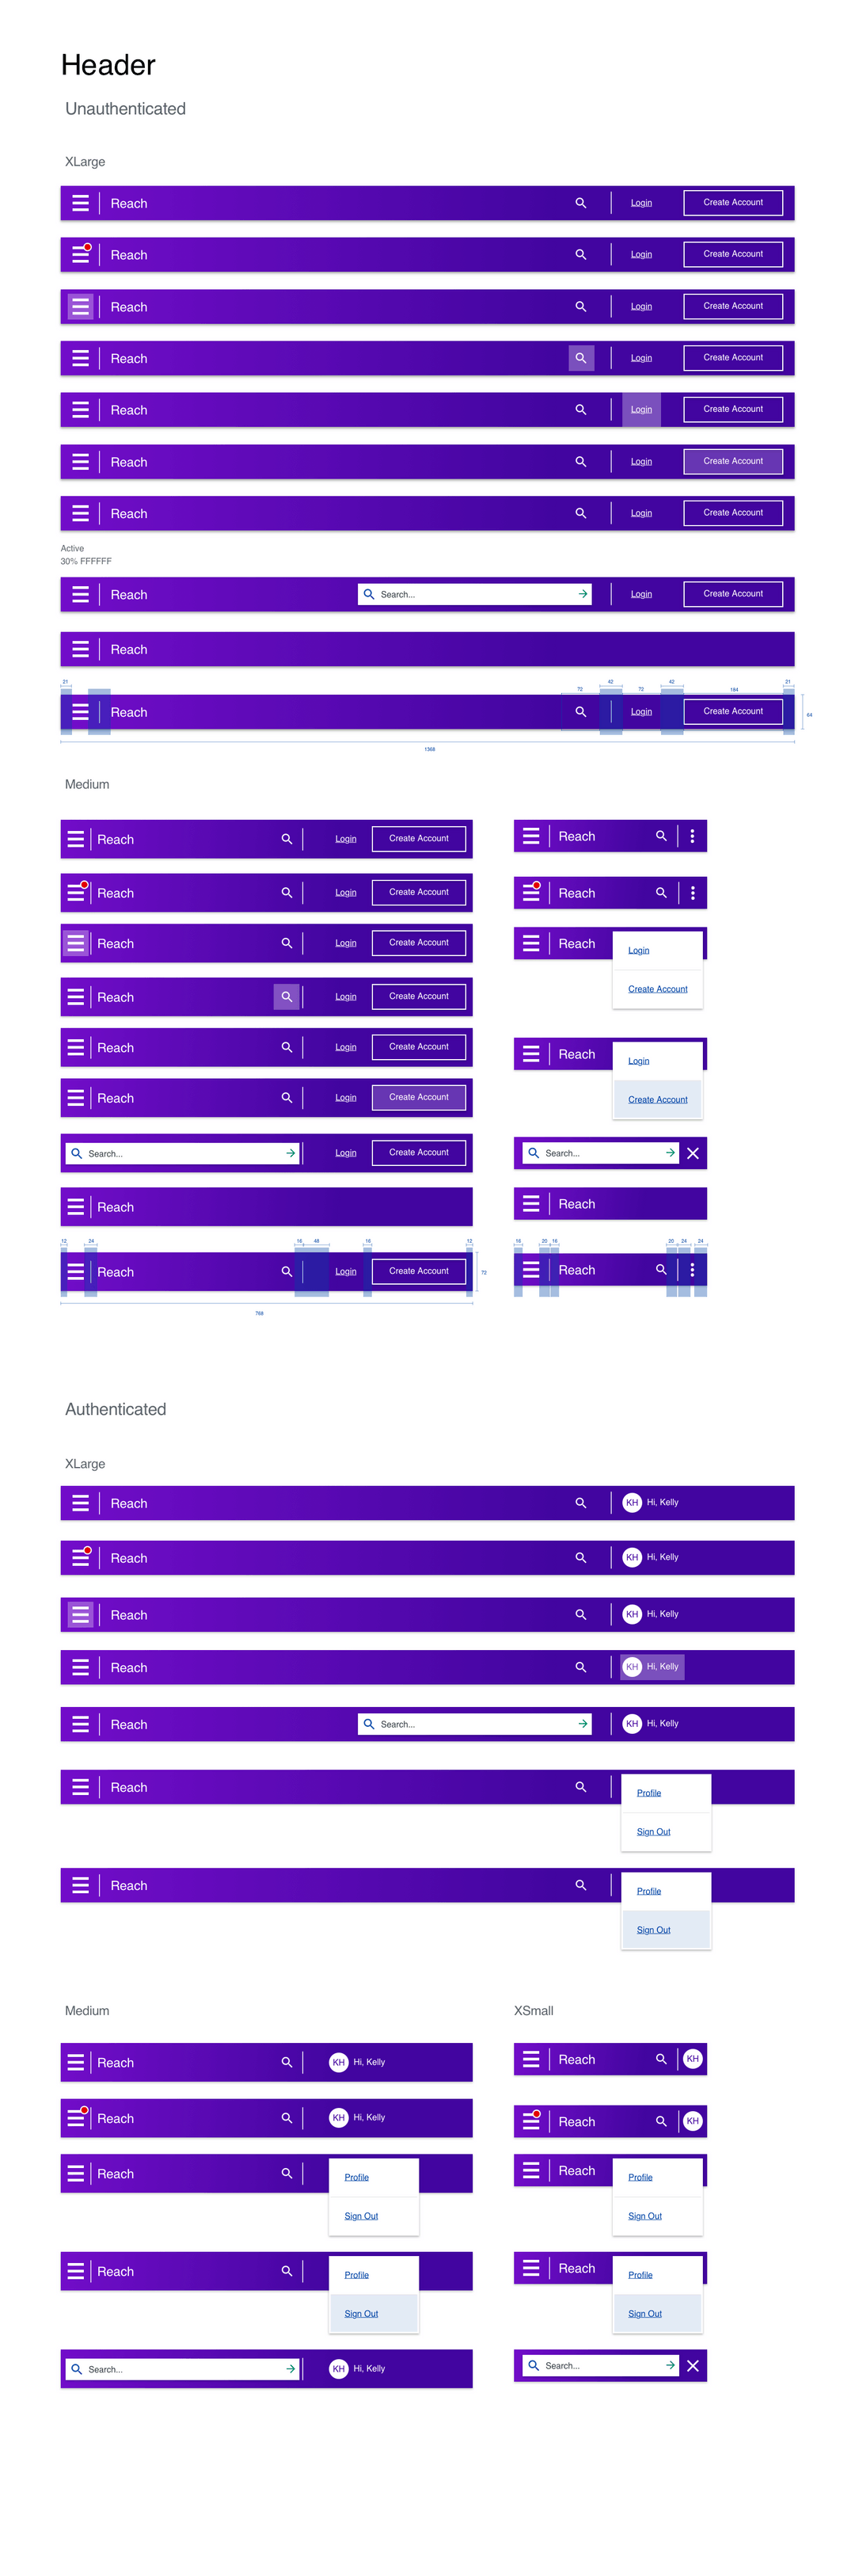 Header
Unauthenticated
XLarge
Reach Login Create Account
Reach Login Create Account
Reach Login Create Account
Reach Login Create Account
Reach Login Create Account
Reach Login Create Account
Reach Login Create Account
Active
30% FFFFFF
Reach Search... Login Create Account
Reach
21 72 42 72 42 184 21
Reach Login Create Account
64
1368
Medium
Reach Login Create Account
Reach
Reach Login Create Account
Reach
Reach Login Create Account
Reach Login
Create Account
Reach Login Create Account
Reach Login Create Account
Reach Login
Create Account
Reach Login Create Account
Search... Login Create Account
Search...
Reach
Reach
12 24 16 48 16 12
16 20 16 20 24 24
Reach Login Create Account
72
Reach
768
Authenticated
XLarge
Reach KH Hi, Kelly
Reach KH Hi, Kelly
Reach KH Hi, Kelly
Reach KH Hi, Kelly
Reach Search... KH Hi, Kelly
Reach Profile
Sign Out
Reach Profile
Sign Out
Medium
XSmall
Reach KH Hi, Kelly
Reach KH
Reach KH Hi, Kelly
Reach KH
Reach Profile
Sign Out
Reach Profile
Sign Out
Reach Profile
Sign Out
Reach Profile
Sign Out
Search... KH Hi, Kelly
Search...